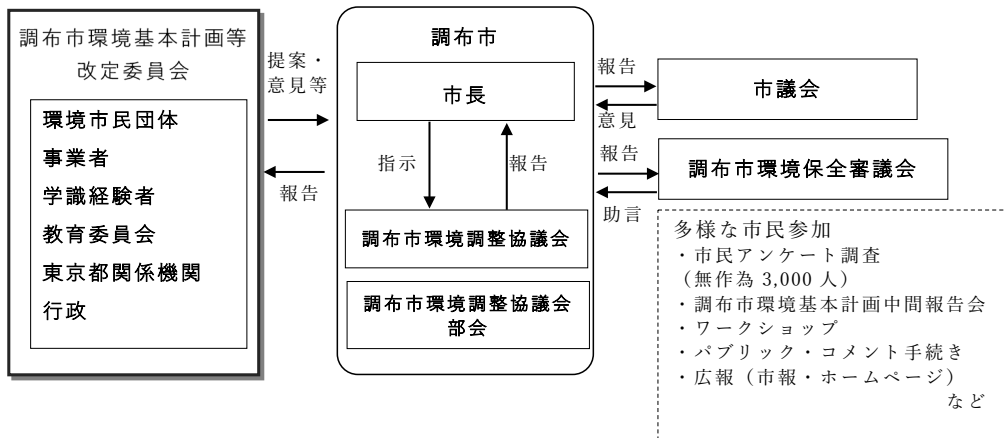 調布市環境基本計画等
改定委員会
環境市民団体
事業者
学識経験者
教育委員会
東京都関係機関
行政
提案・
意見等
報告
調布市
市長
指示
報告
調布市環境調整協議会
調布市環境調整協議会
部会
報告
意見
市議会
報告
助言
調布市環境保全審議会
多様な市民参加
・市民アンケート調査
（無作為 3,000 人）
・調布市環境基本計画中間報告会
・ワークショップ
・パブリック・コメント手続き
・広報（市報・ホームページ）
など